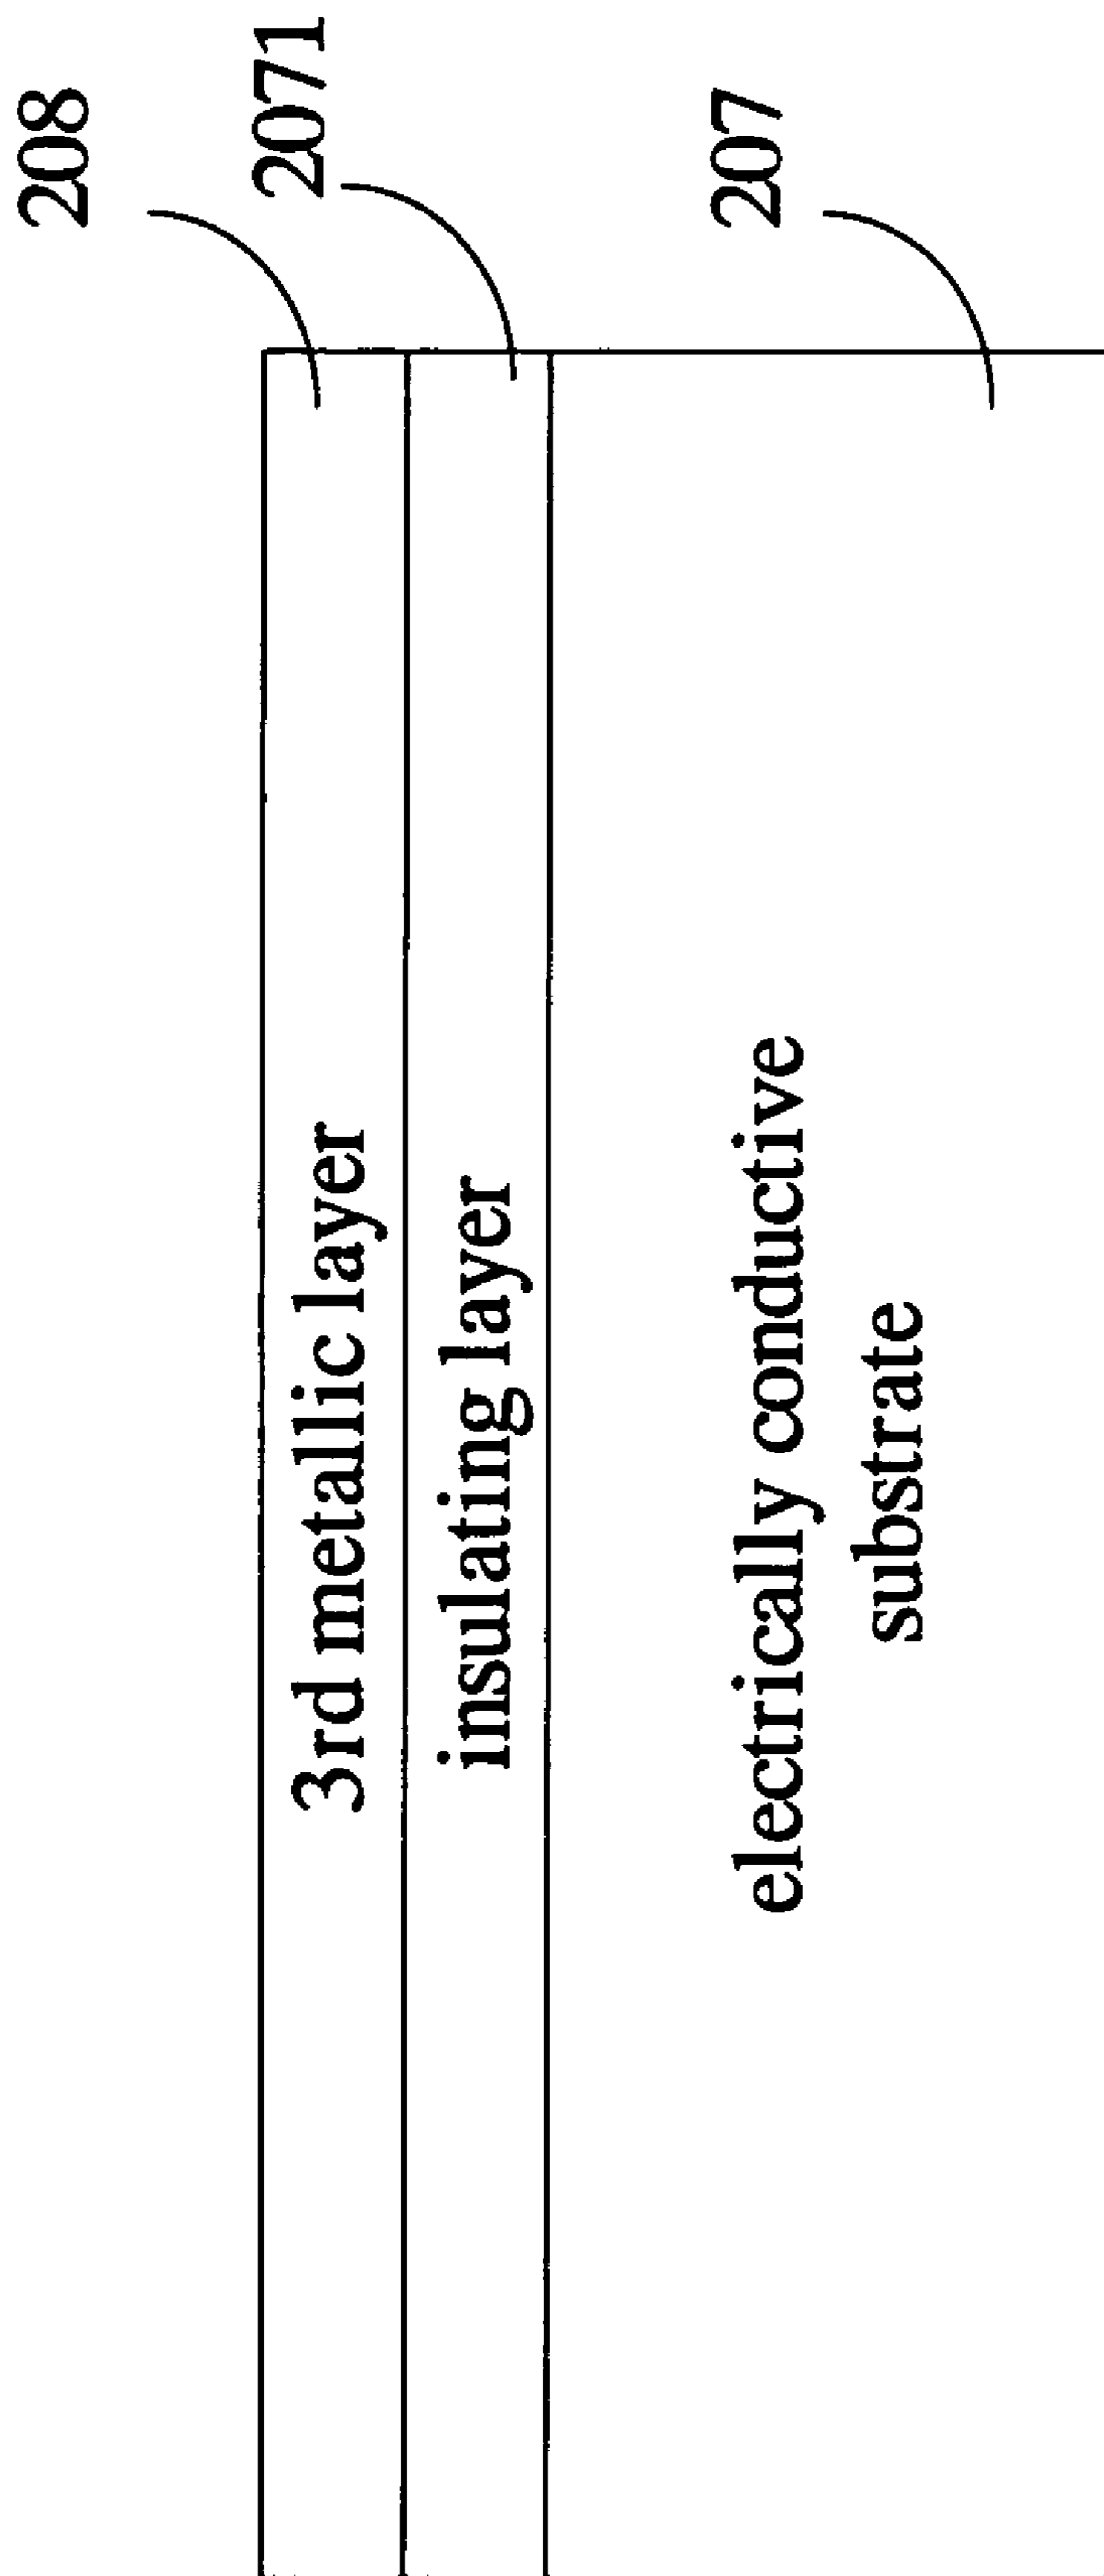 208
2071
207
3rd metallic layer
insulating layer
electrically conductive
substrate